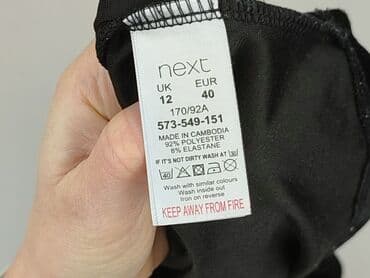 next
UK EUR
12 40
170/92A
573-549-151
MADE IN CAMBODIA
92% POLYESTER
8% ELASTANE
IF IT'S NOT DIRTY WASH AT 30
40
Wash with similar colours
Wash inside out
Iron on reverse
KEEP AWAY FROM FIRE